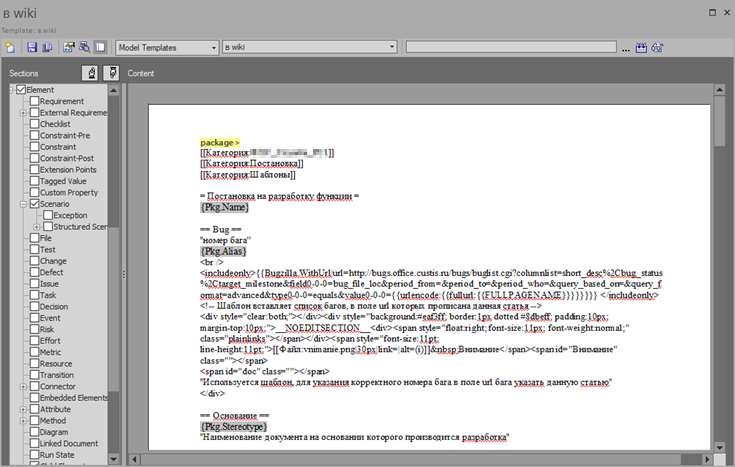 в wiki
Template : в wiki
Model Templates
в wiki
...
Sections
Content
Element
Requirement
External Requireme
Checklist
Constraint-Pre
Constraint
Constraint-Post
Extension Points
Tagged Value
Custom Property
Scenario
Exception
Structured Scen
File
Test
Change
Defect
Issue
Task
Decision
Event
Risk
Effort
Metric
Resource
Transition
Connector
Embedded Elements
Attribute
Method
Diagram
Linked Document
Run State
package >
[[Категория:
]]
[[Категория:Постановка]]
[[Категория:Шаблоны]]
= Постановка на разработку функции =
{Pkg.Name}
== Bug ==
"номер бага"
{Pkg.Alias}
<br />
<includeonly>{{Bugzilla.WithUrl|url=http://bugs.office.custis.ru/bugs/buglist.cgi?columnlist=short_desc%2Cbug_status
%2Ctarget_milestone&field0-0-0=bug_file_loc&period_from=&period_to=&period_who=&query_based_on=&query_f
ormat=advanced&type0-0-0=equals&value0-0-0={{urlencode:{{fullurl:{{FULLPAGENAME}}}}}}}} </includeonly>
<!-- Шаблон вставляет список багов, в поле url которых прописана данная статья -->
<div style="clear:both;"></div><div style="background:#eaf3ff; border:1px dotted #8dbeff; padding:10px;
margin-top:10px;">__NOEDITSECTION__<div><span style="float:right; font-size:11px; font-weight:normal;"
class="plainlinks"></span></div><span style="font-size:11pt;
line-height:11pt;">[[Файл:vnimanie.png|30px|link=|alt=(i)]]&nbsp;Внимание</span><span id="Внимание"
class=""></span>
<span id="doc" class=""></span>
"Используется шаблон, для указания корректного номера бага в поле url бага указать данную статью"
</div>
== Основание ==
{Pkg.Stereotype}
"Наименование документа на основании которого производится разработка"